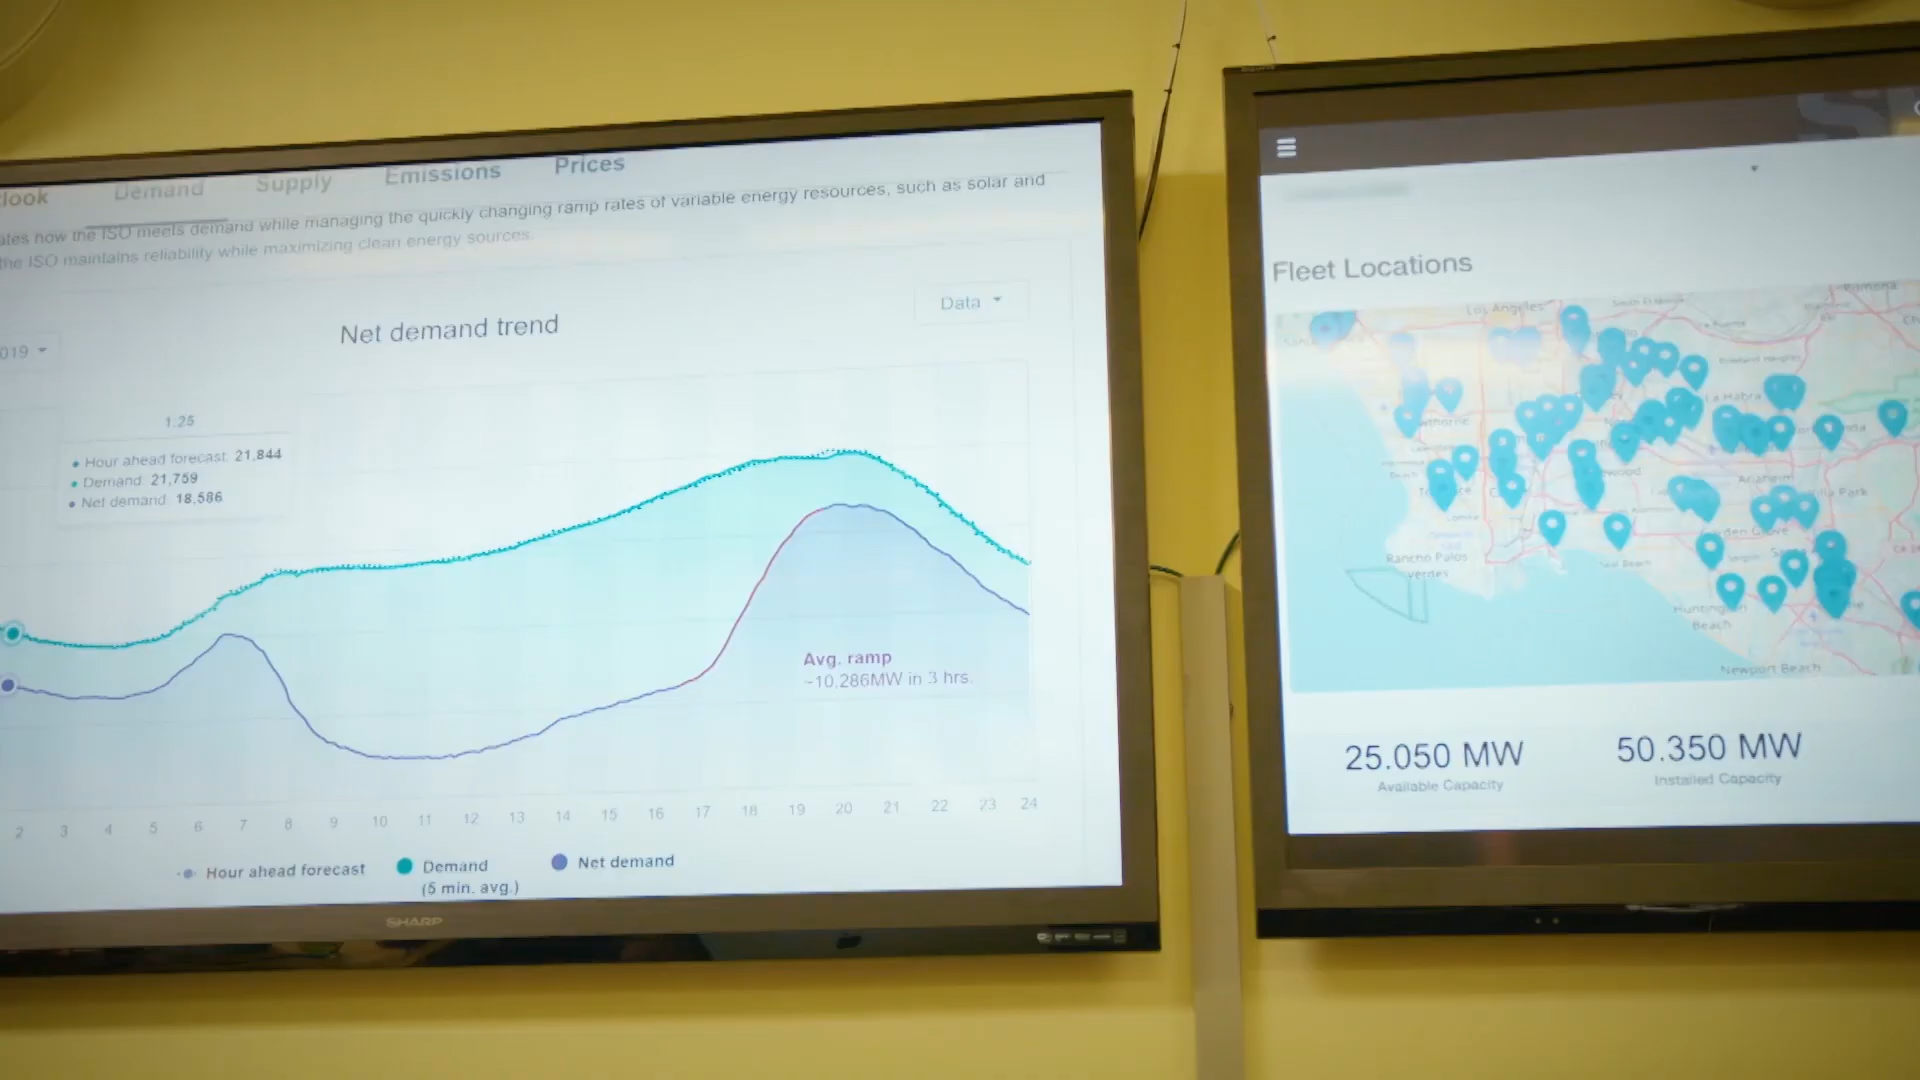 Demand Supply Emissions Prices
how the ISO meets demand while managing the quickly changing ramp rates of variable energy resources, such as solar and
the ISO maintains reliability while maximizing clean energy sources.
Data
Net demand trend
019
1.25
Hour ahead forecast: 21,844
Demand: 21,759
Net demand: 18,586
Avg. ramp
~10,286MW in 3 hrs.
2 3 4 5 6 7 8 9 10 11 12 13 14 15 16 17 18 19 20 21 22 23 24
Hour ahead forecast
Demand
(5 min. avg.)
Net demand
SHARP
Fleet Locations
Los Angeles
Pomona
La Habra
Anaheim
Rancho Palos
Verdes
Seal Beach
Huntington
Beach
Newport Beach
25.050 MW
Available Capacity
50.350 MW
Installed Capacity